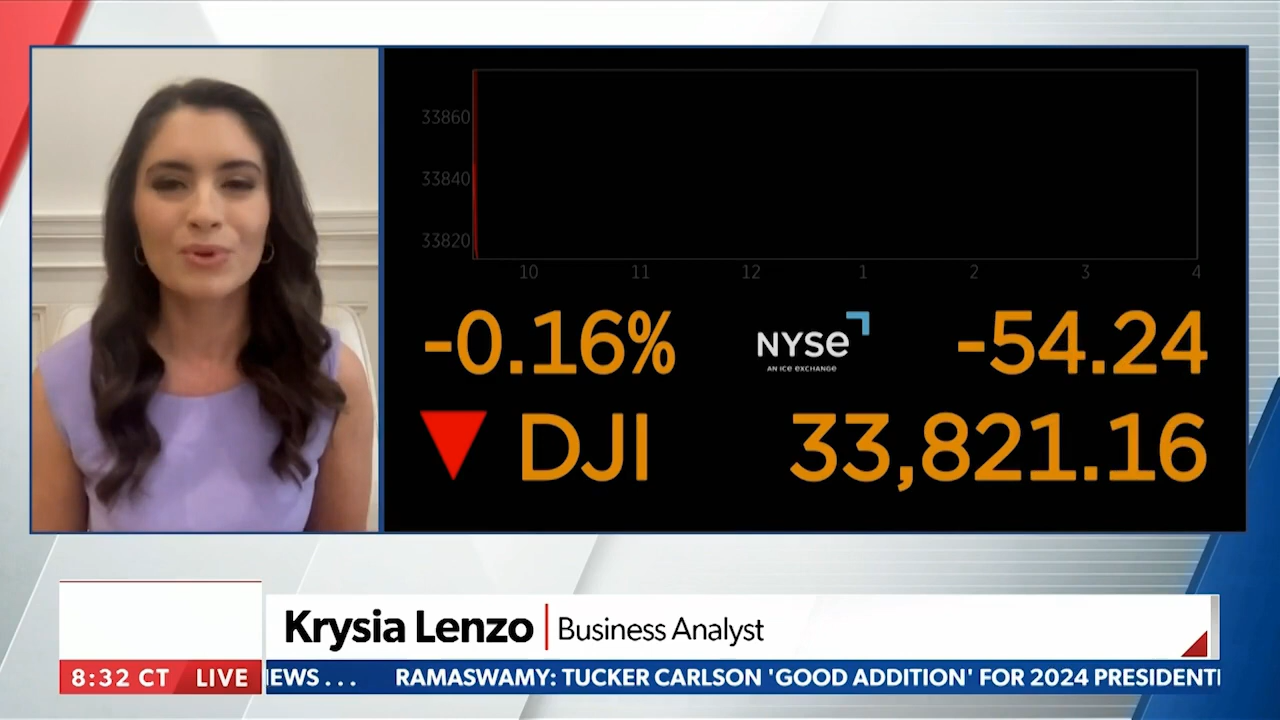 33860
33840
33820
10 11 12 1 2 3 4
-0.16% NYSE -54.24
AN ICE EXCHANGE
DJI 33,821.16
Krysia Lenzo Business Analyst
8:32 CT LIVE IEWS... RAMASWAMY: TUCKER CARLSON 'GOOD ADDITION' FOR 2024 PRESIDENTI